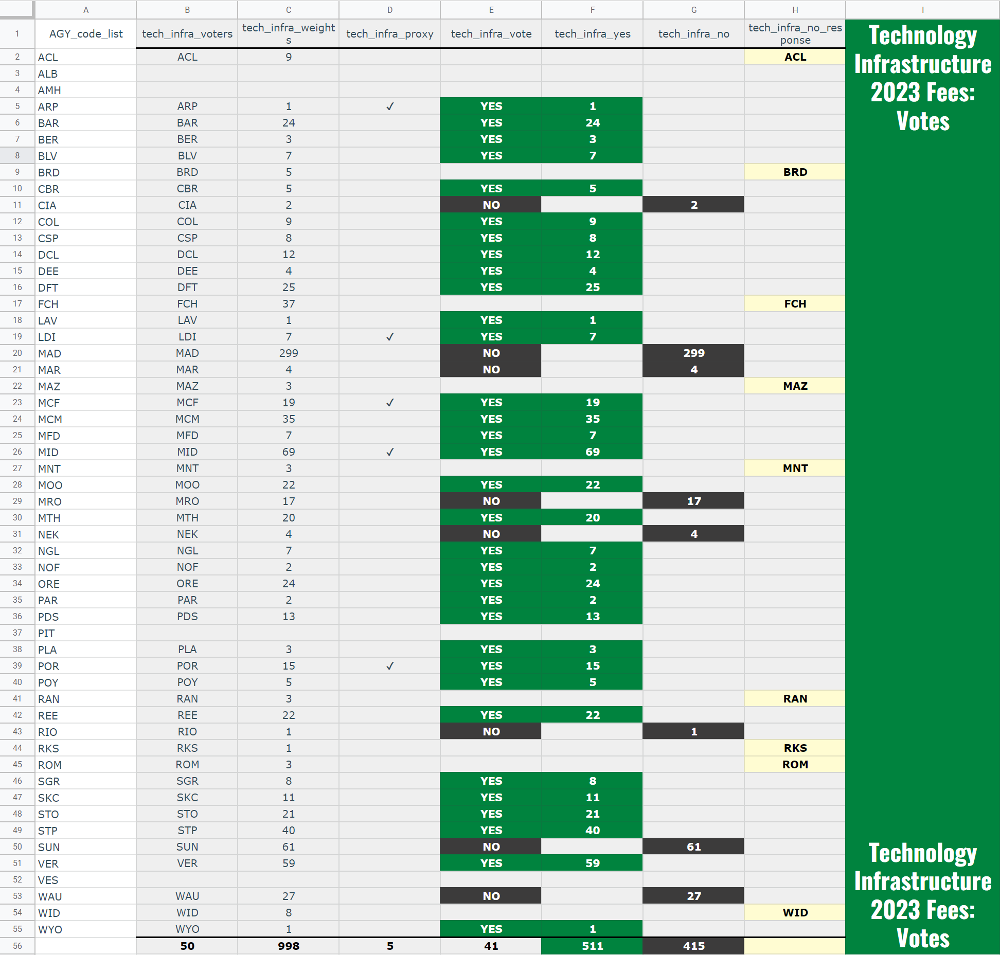 A B C D E F G H I
1 AGY_code_list tech_infra_voters tech_infra_weight
s tech_infra_proxy tech_infra_vote tech_infra_yes tech_infra_no tech_infra_no_res
ponse
Technology
Infrastructure
2023 Fees:
Votes
2 ACL ACL 9 ACL
3 ALB
4 AMH
5 ARP ARP 1 ✓ YES 1
6 BAR BAR 24 YES 24
7 BER BER 3 YES 3
8 BLV BLV 7 YES 7
9 BRD BRD 5 BRD
10 CBR CBR 5 YES 5
11 CIA CIA 2 NO 2
12 COL COL 9 YES 9
13 CSP CSP 8 YES 8
14 DCL DCL 12 YES 12
15 DEE DEE 4 YES 4
16 DFT DFT 25 YES 25
17 FCH FCH 37 FCH
18 LAV LAV 1 YES 1
19 LDI LDI 7 ✓ YES 7
20 MAD MAD 299 NO 299
21 MAR MAR 4 NO 4
22 MAZ MAZ 3 MAZ
23 MCF MCF 19 ✓ YES 19
24 MCM MCM 35 YES 35
25 MFD MFD 7 YES 7
26 MID MID 69 ✓ YES 69
27 MNT MNT 3 MNT
28 MOO MOO 22 YES 22
29 MRO MRO 17 NO 17
30 MTH MTH 20 YES 20
31 NEK NEK 4 NO 4
32 NGL NGL 7 YES 7
33 NOF NOF 2 YES 2
34 ORE ORE 24 YES 24
35 PAR PAR 2 YES 2
36 PDS PDS 13 YES 13
37 PIT
38 PLA PLA 3 YES 3
39 POR POR 15 ✓ YES 15
40 POY POY 5 YES 5
41 RAN RAN 3 RAN
42 REE REE 22 YES 22
43 RIO RIO 1 NO 1
44 RKS RKS 1 RKS
45 ROM ROM 3 ROM
46 SGR SGR 8 YES 8
47 SKC SKC 11 YES 11
48 STO STO 21 YES 21
49 STP STP 40 YES 40
50 SUN SUN 61 NO 61
51 VER VER 59 YES 59
52 VES
53 WAU WAU 27 NO 27
54 WID WID 8 WID
55 WYO WYO 1 YES 1
56 50 998 5 41 511 415
Technology
Infrastructure
2023 Fees:
Votes